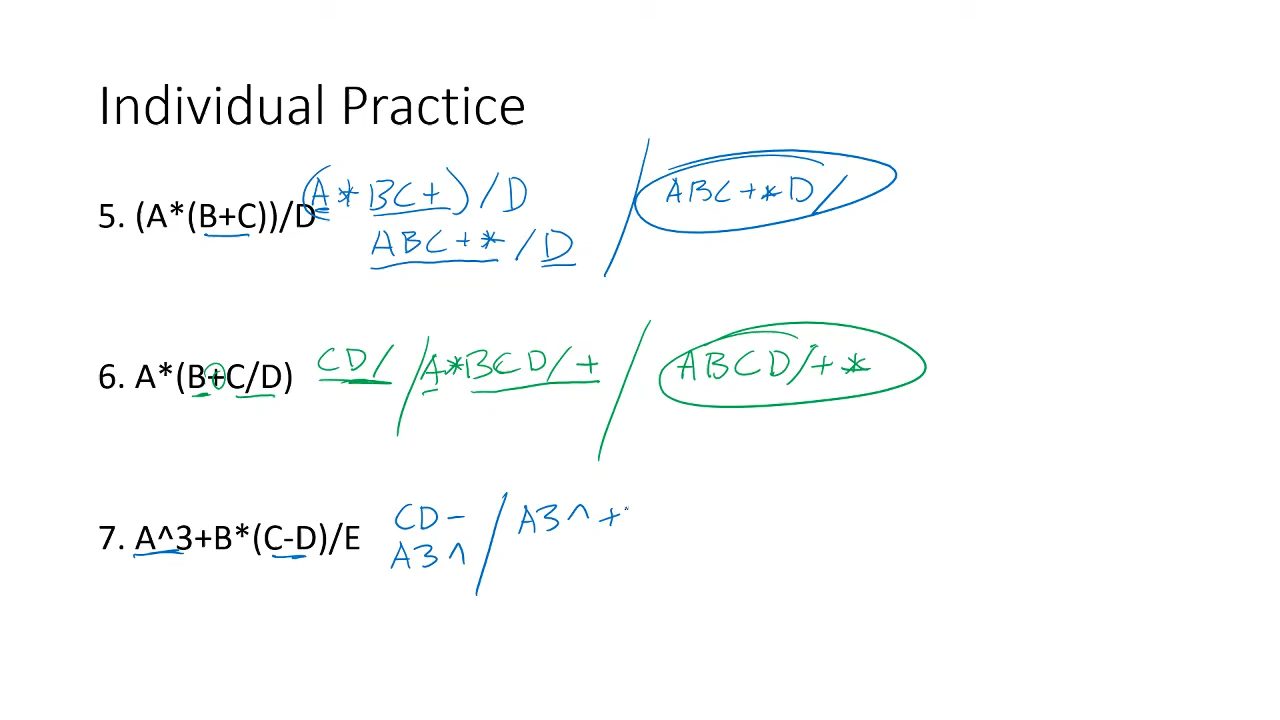 Individual Practice
5. (A*(B+C))/D (A*BC+)/D / ABC+*D/
ABC+*/D
6. A*(B+C/D) CD/ / A*BCD/+ / ABCD/+*
7. A^3+B*(C-D)/E CD- / A3^+
A3^